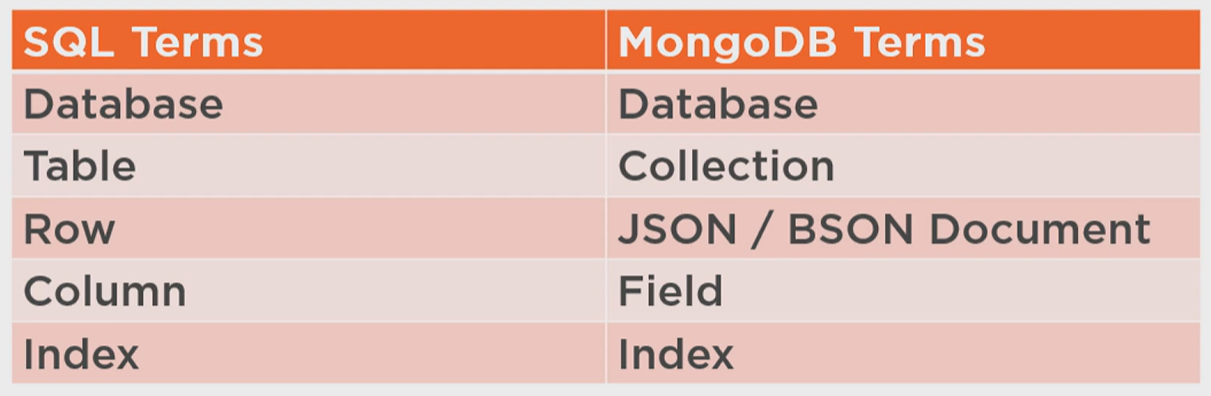 SQL Terms MongoDB Terms
Database Database
Table Collection
Row JSON / BSON Document
Column Field
Index Index